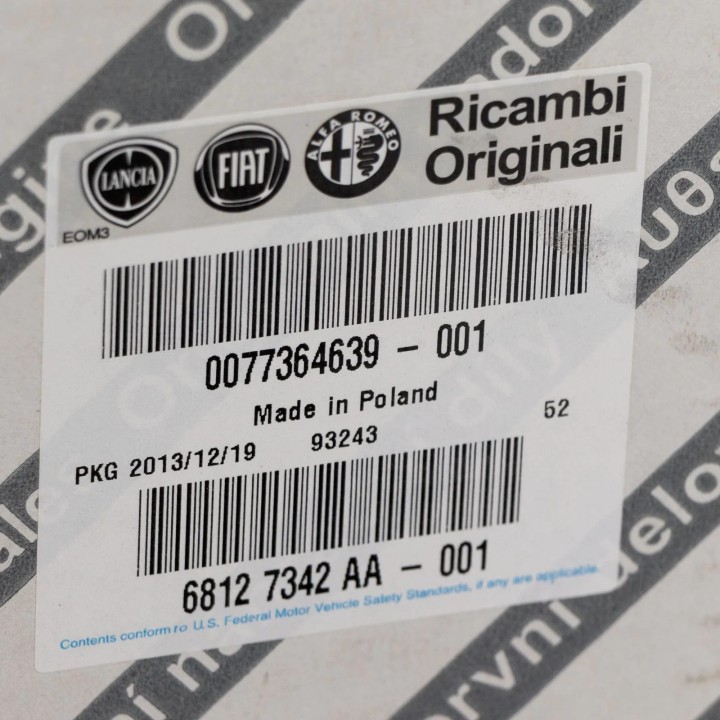 LANCIA
FIAT
ALFA ROMEO
Ricambi
Originali
EOM3
0077364639 - 001
Made in Poland
PKG 2013/12/19 93243 52
6812 7342 AA - 001
Contents conform ro U.S. Federal Motor Vehicle Safety Standards, if any are applicable.